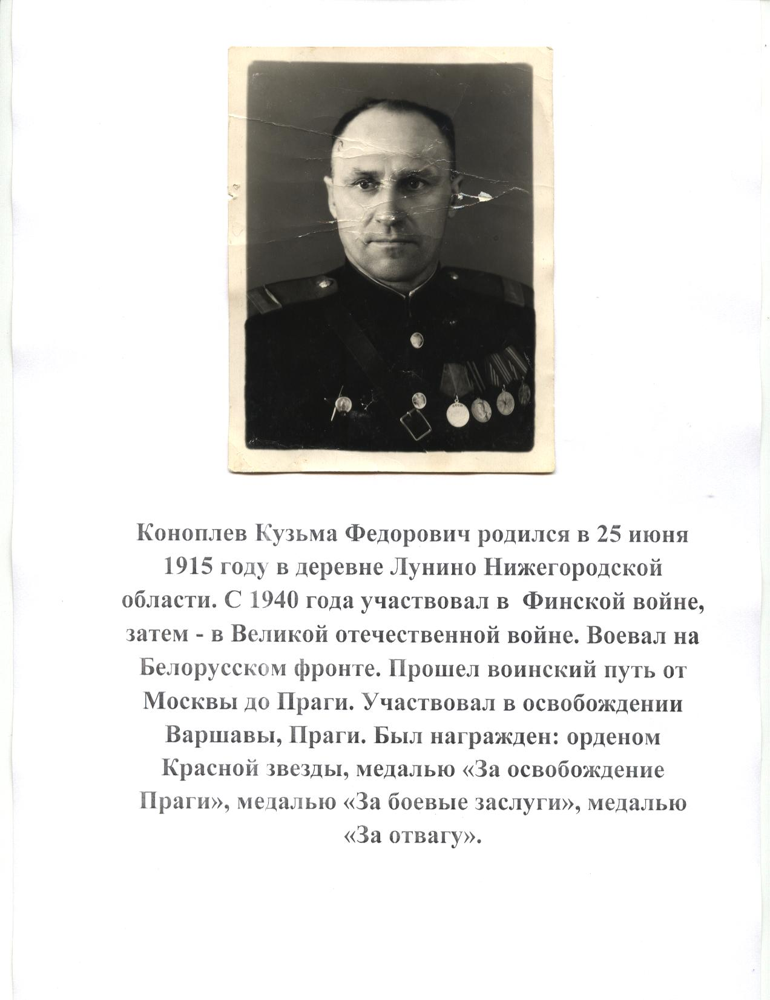 Коноплев Кузьма Федорович родился в 25 июня
1915 году в деревне Лунино Нижегородской
области. С 1940 года участвовал в  Финской войне,
затем - в Великой отечественной войне. Воевал на
Белорусском фронте. Прошел воинский путь от
Москвы до Праги. Участвовал в освобождении
Варшавы, Праги. Был награжден: орденом
Красной звезды, медалью «За освобождение
Праги», медалью «За боевые заслуги», медалью
«За отвагу».